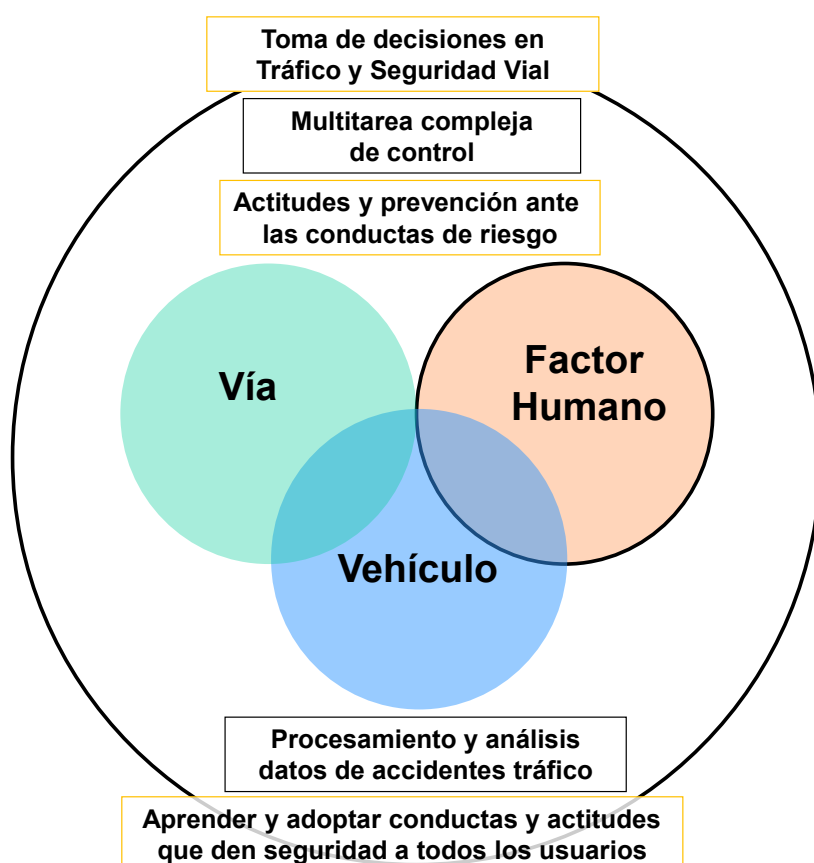 Toma de decisiones en
Tráfico y Seguridad Vial
Multitarea compleja
de control
Actitudes y prevención ante
las conductas de riesgo
Vía
Factor
Humano
Vehículo
Procesamiento y análisis
datos de accidentes tráfico
Aprender y adoptar conductas y actitudes
que den seguridad a todos los usuarios